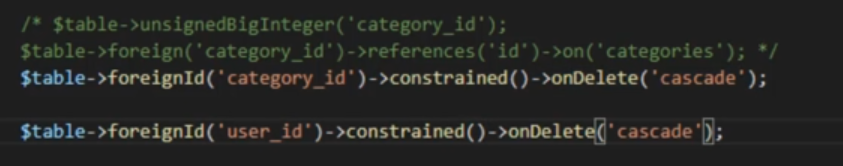 /* $table->unsignedBigInteger('category_id');
$table->foreign('category_id')->references('id')->on('categories'); */
$table->foreignId('category_id')->constrained()->onDelete('cascade');
$table->foreignId('user_id')->constrained()->onDelete('cascade');